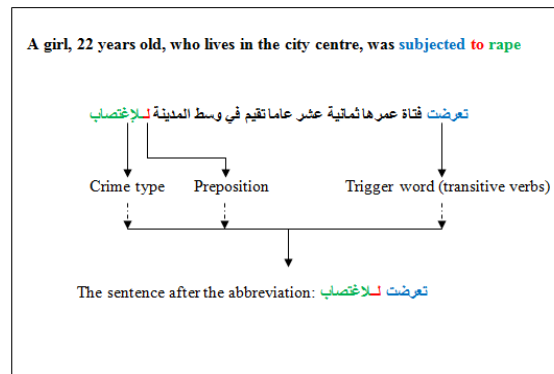 A girl, 22 years old, who lives in the city centre, was subjected to rape
تعرضت فتاة عمرها ثمانية عشر عاما تقيم في وسط المدينة لـلإغتصاب
Crime type Preposition Trigger word (transitive verbs)
The sentence after the abbreviation: تعرضت لـلاغتصاب